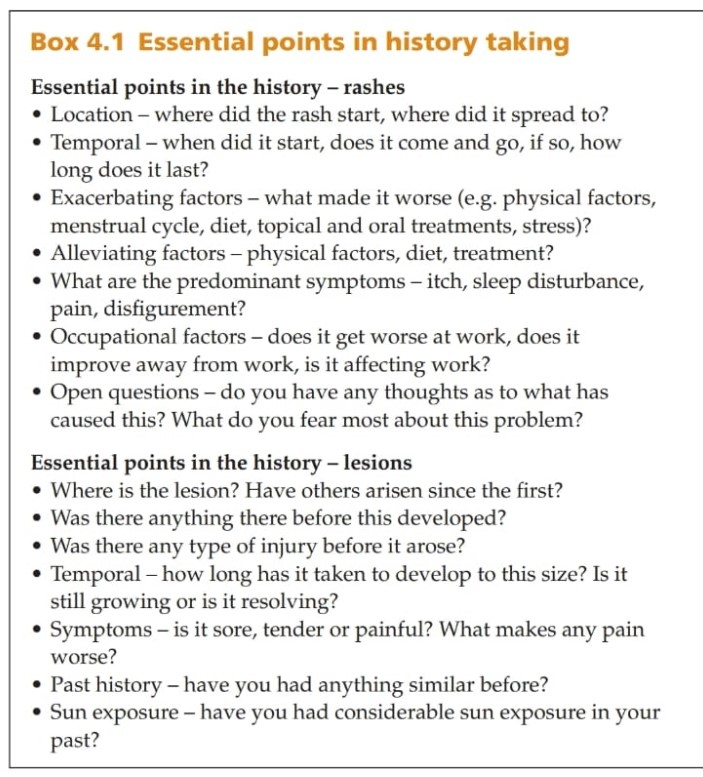 Box 4.1 Essential points in history taking
Essential points in the history – rashes
• Location – where did the rash start, where did it spread to?
• Temporal – when did it start, does it come and go, if so, how
long does it last?
• Exacerbating factors – what made it worse (e.g. physical factors,
menstrual cycle, diet, topical and oral treatments, stress)?
• Alleviating factors – physical factors, diet, treatment?
• What are the predominant symptoms – itch, sleep disturbance,
pain, disfigurement?
• Occupational factors – does it get worse at work, does it
improve away from work, is it affecting work?
• Open questions – do you have any thoughts as to what has
caused this? What do you fear most about this problem?
Essential points in the history – lesions
• Where is the lesion? Have others arisen since the first?
• Was there anything there before this developed?
• Was there any type of injury before it arose?
• Temporal – how long has it taken to develop to this size? Is it
still growing or is it resolving?
• Symptoms – is it sore, tender or painful? What makes any pain
worse?
• Past history – have you had anything similar before?
• Sun exposure – have you had considerable sun exposure in your
past?